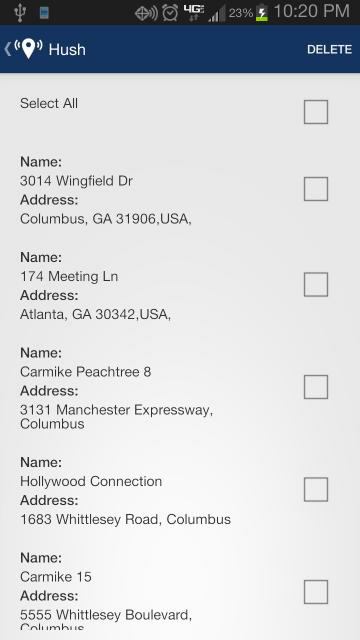 4G 23% 10:20 PM
Hush DELETE
Select All
Name:
3014 Wingfield Dr
Address:
Columbus, GA 31906,USA,
Name:
174 Meeting Ln
Address:
Atlanta, GA 30342,USA,
Name:
Carmike Peachtree 8
Address:
3131 Manchester Expressway,
Columbus
Name:
Hollywood Connection
Address:
1683 Whittlesey Road, Columbus
Name:
Carmike 15
Address:
5555 Whittlesey Boulevard,
Columbus